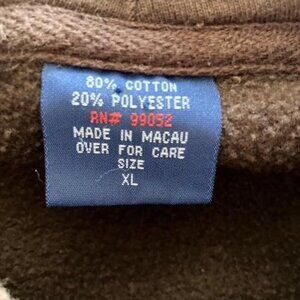 80% COTTON
20% POLYESTER
RN# 99052
MADE IN MACAU
OVER FOR CARE
SIZE
XL